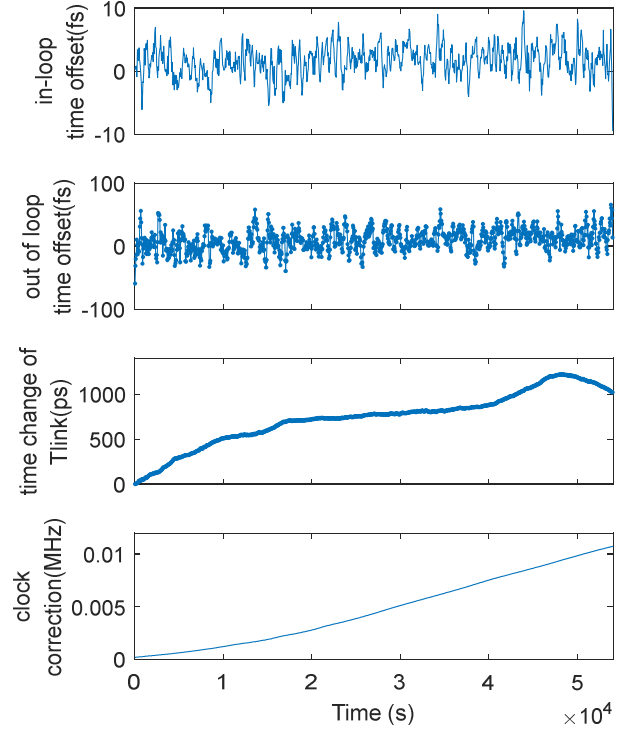 in-loop
time offset(fs)
10
0
-10
out of loop
time offset(fs)
100
0
-100
time change of
Tlink(ps)
1000
500
0
clock
correction(MHz)
0.01
0.005
0
0 1 2 3 4 5
Time (s)
×10^4